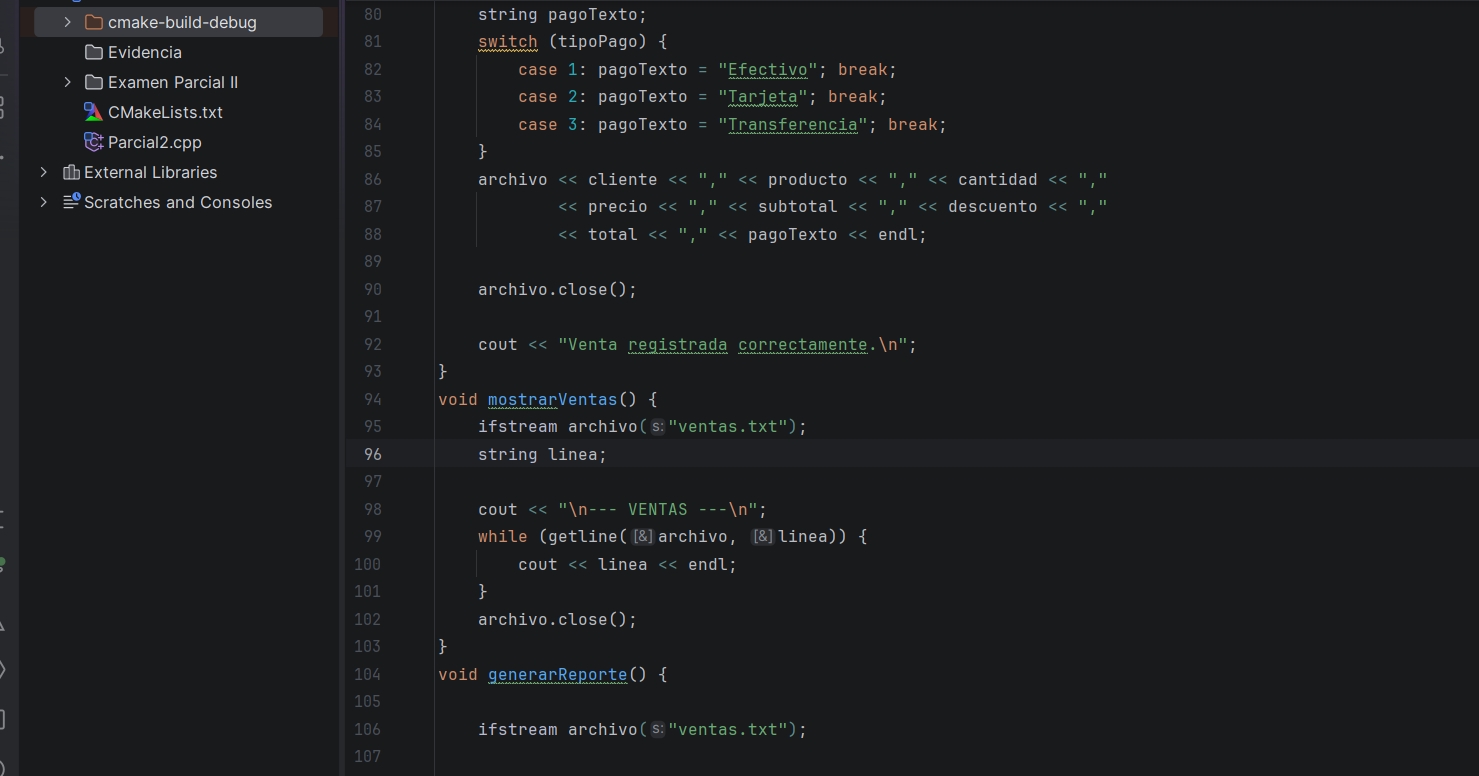 cmake-build-debug
Evidencia
Examen Parcial II
CMakeLists.txt
Parcial2.cpp
External Libraries
Scratches and Consoles
80 string pagoTexto;
81 switch (tipoPago) {
82 case 1: pagoTexto = "Efectivo"; break;
83 case 2: pagoTexto = "Tarjeta"; break;
84 case 3: pagoTexto = "Transferencia"; break;
85 }
86 archivo << cliente << "," << producto << "," << cantidad << ","
87 << precio << "," << subtotal << "," << descuento << ","
88 << total << "," << pagoTexto << endl;
89
90 archivo.close();
91
92 cout << "Venta registrada correctamente.\n";
93 }
94 void mostrarVentas() {
95 ifstream archivo(s:"ventas.txt");
96 string linea;
97
98 cout << "\n--- VENTAS ---\n";
99 while (getline([&]archivo, [&]linea)) {
100 cout << linea << endl;
101 }
102 archivo.close();
103 }
104 void generarReporte() {
105
106 ifstream archivo(s:"ventas.txt");
107